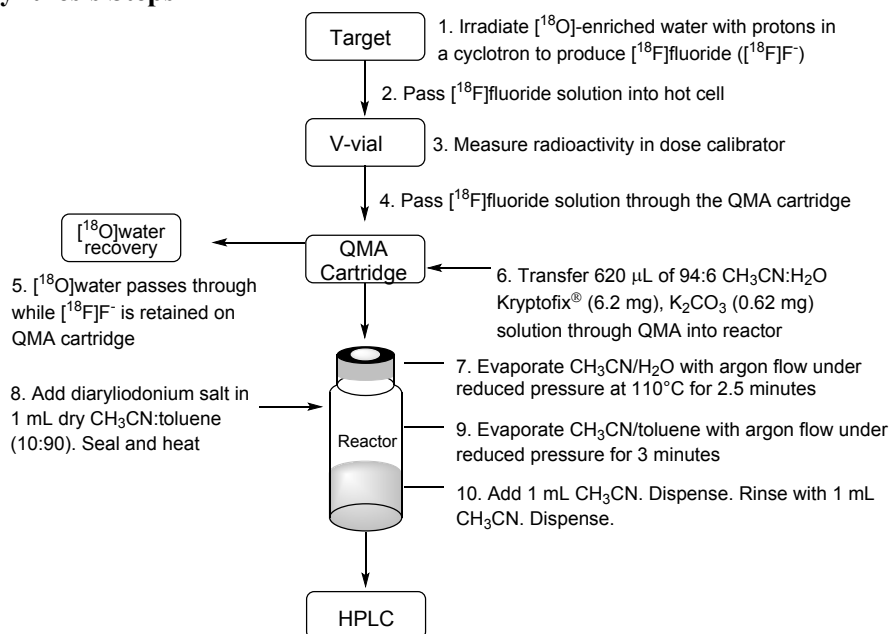 Target
1. Irradiate [¹⁸O]-enriched water with protons in
a cyclotron to produce [¹⁸F]fluoride ([¹⁸F]F⁻)
2. Pass [¹⁸F]fluoride solution into hot cell
V-vial
3. Measure radioactivity in dose calibrator
4. Pass [¹⁸F]fluoride solution through the QMA cartridge
[¹⁸O]water
recovery
QMA
Cartridge
5. [¹⁸O]water passes through
while [¹⁸F]F⁻ is retained on
QMA cartridge
6. Transfer 620 μL of 94:6 CH₃CN:H₂O
Kryptofix® (6.2 mg), K₂CO₃ (0.62 mg)
solution through QMA into reactor
7. Evaporate CH₃CN/H₂O with argon flow under
reduced pressure at 110°C for 2.5 minutes
8. Add diaryliodonium salt in
1 mL dry CH₃CN:toluene
(10:90). Seal and heat
Reactor
9. Evaporate CH₃CN/toluene with argon flow under
reduced pressure for 3 minutes
10. Add 1 mL CH₃CN. Dispense. Rinse with 1 mL
CH₃CN. Dispense.
HPLC